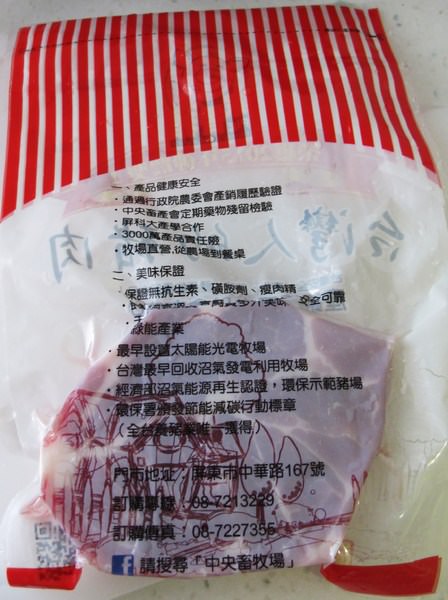 一、產品健康安全
·通過行政院農委會產銷履歷驗證
·中央畜產會定期藥物殘留檢驗
·屏科大產學合作
·3000萬產品責任險
·牧場直營,從農場到餐桌
二、美味保證
·保證無抗生素、磺胺劑、瘦肉精
安全可靠
綠能產業
·最早設置太陽能光電牧場
·台灣最早回收沼氣發電利用牧場
·經濟部沼氣能源再生認證,環保示範豬場
·環保署頒發節能減碳行動標章
(全台養豬業唯一獲得)
門市地址:屏東市中華路167號
訂購專線:08-7213229
訂購傳真:08-7227355
f 請搜尋「中央畜牧場」